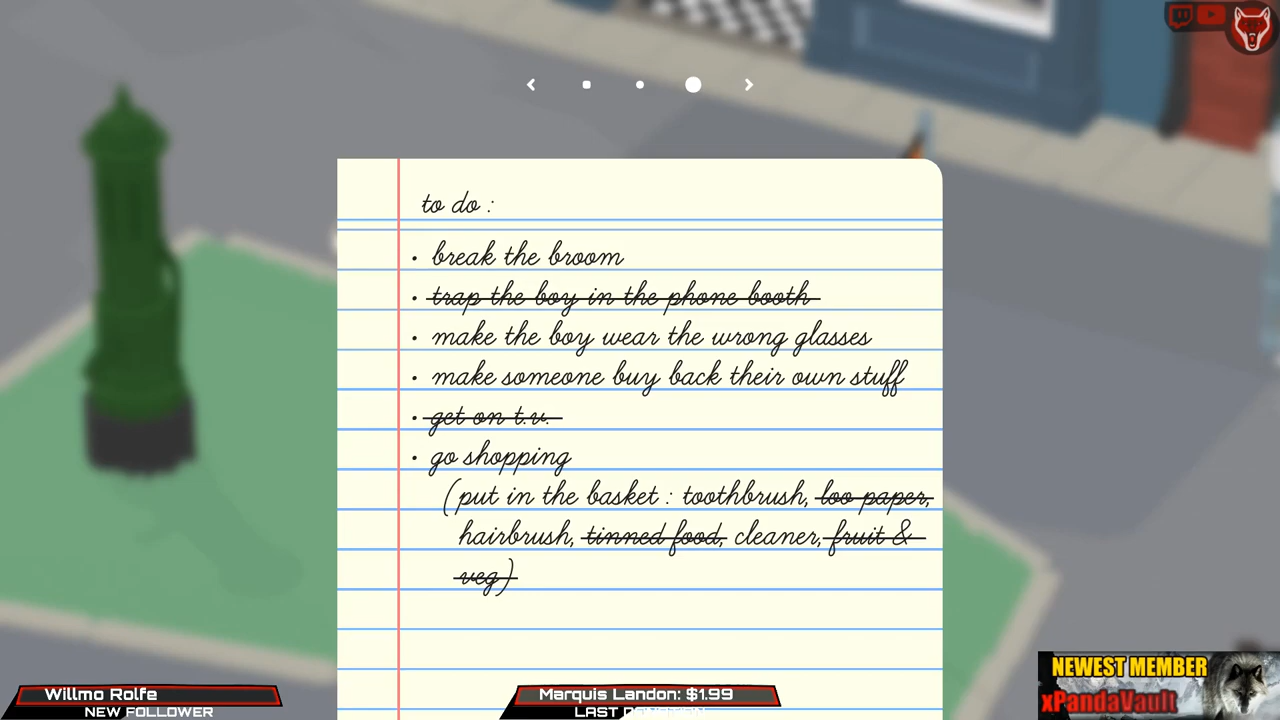 to do :
• break the broom
• trap the boy in the phone booth
• make the boy wear the wrong glasses
• make someone buy back their own stuff
• get on t.v.
• go shopping
(put in the basket : toothbrush, loo paper,
hairbrush, tinned food, cleaner, fruit &
veg)
Willmo Rolfe
NEW FOLLOWER
Marquis Landon: $1.99
LAST DONATION
NEWEST MEMBER
xPandaVault